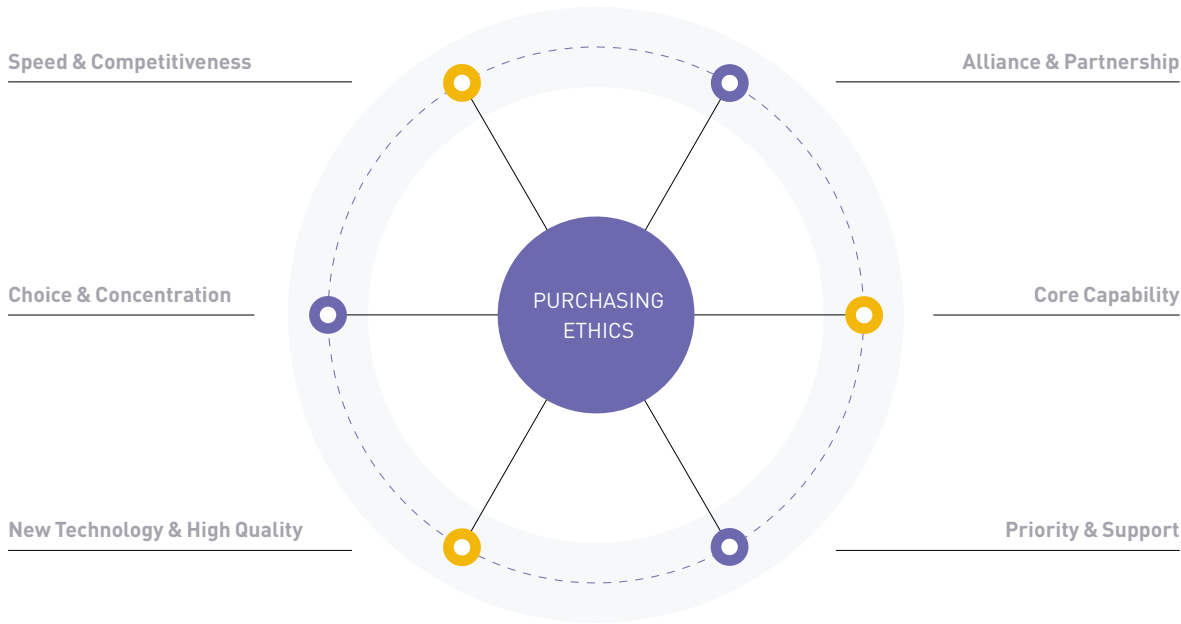 Speed & Competitiveness
Alliance & Partnership
Choice & Concentration
PURCHASING
ETHICS
Core Capability
New Technology & High Quality
Priority & Support